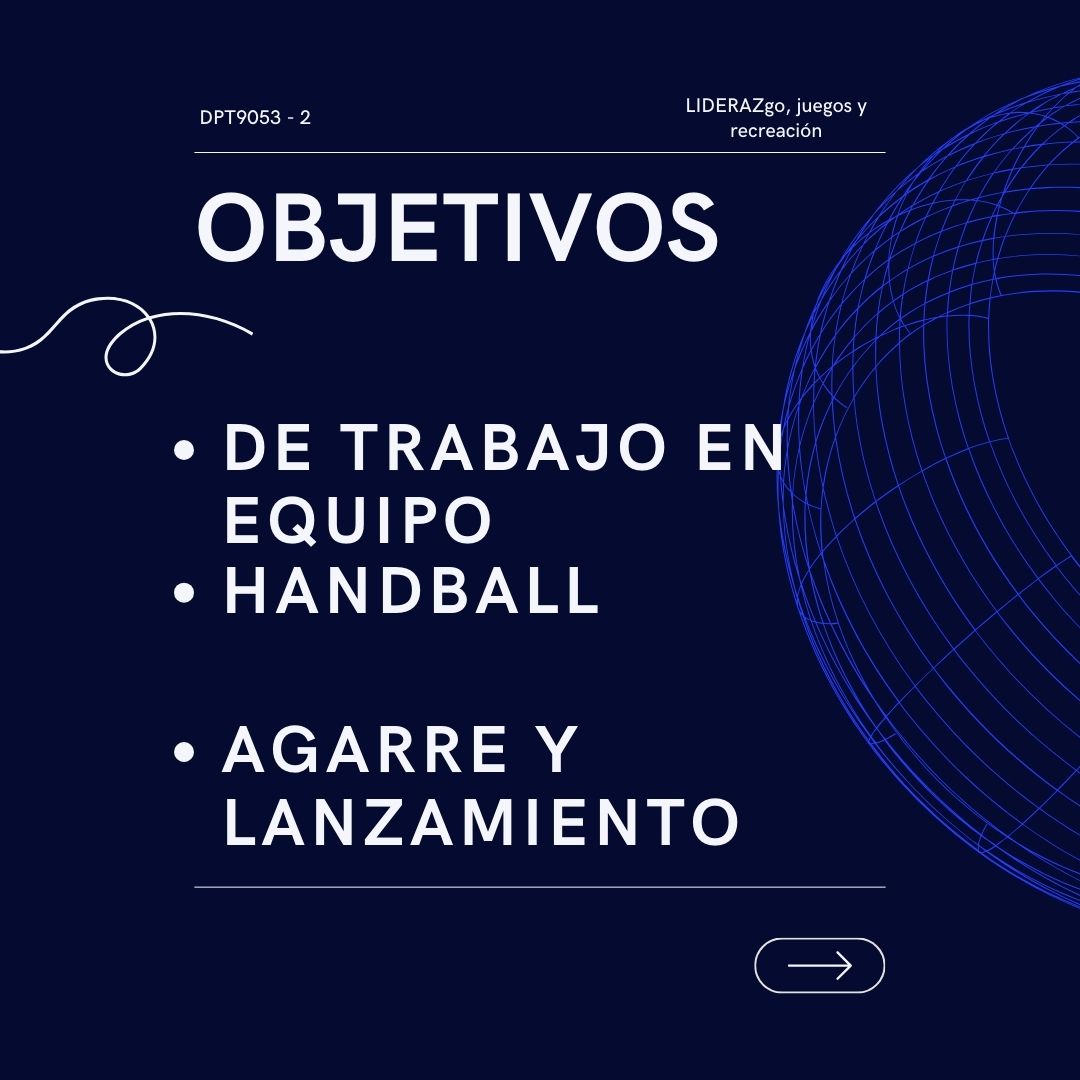 DPT9053 - 2
LIDERAZgo, juegos y
recreación
OBJETIVOS
• DE TRABAJO EN
EQUIPO
• HANDBALL
• AGARRE Y
LANZAMIENTO